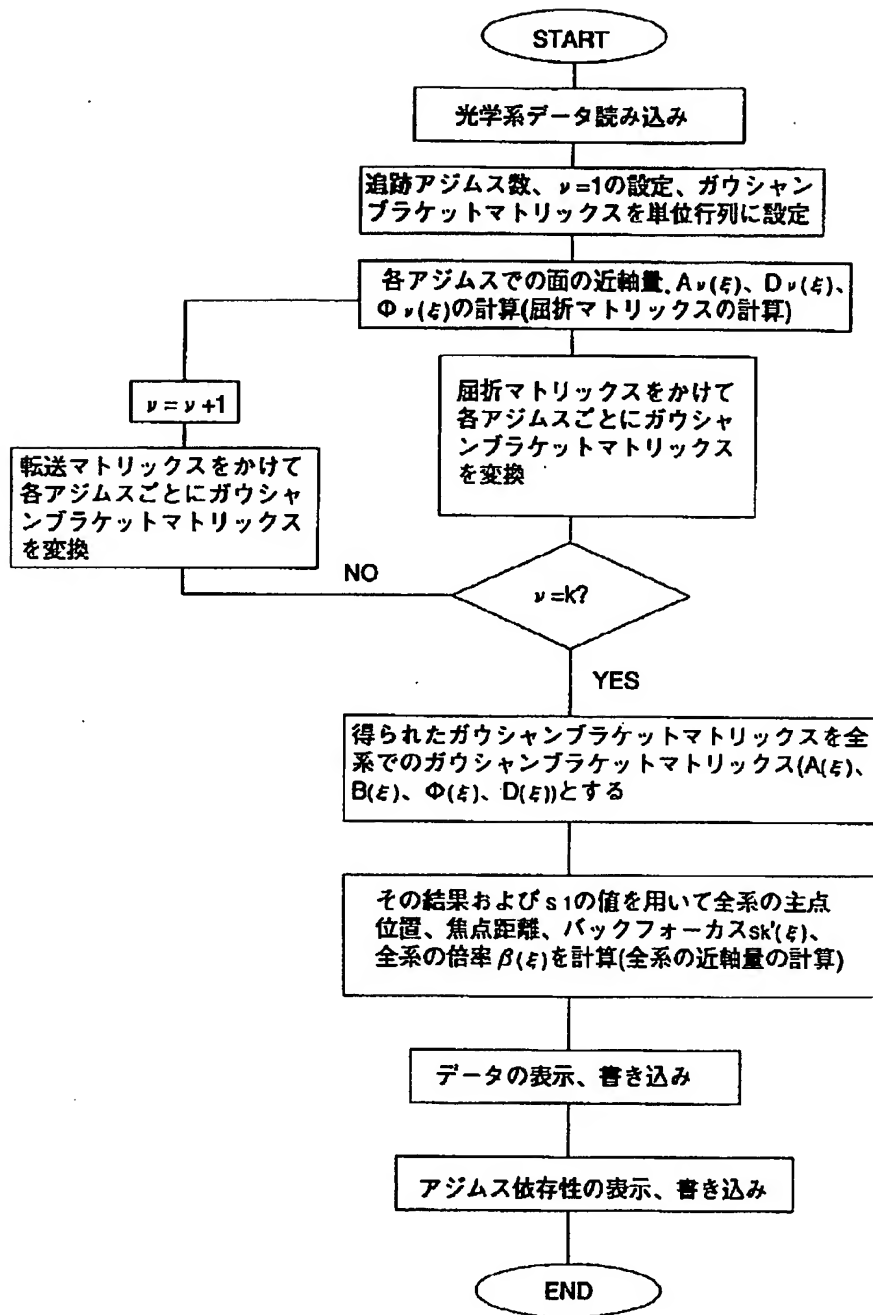 START
光学系データ読み込み
追跡アジムス数、ν=1の設定、ガウシャン
ブラケットマトリックスを単位行列に設定
各アジムスでの面の近軸量、Aν(ξ)、Dν(ξ)、
Φν(ξ)の計算(屈折マトリックスの計算)
屈折マトリックスをかけて
各アジムスごとにガウシャ
ンブラケットマトリックス
を変換
ν=ν+1
転送マトリックスをかけて
各アジムスごとにガウシャ
ンブラケットマトリックス
を変換
NO
ν=k?
YES
得られたガウシャンブラケットマトリックスを全
系でのガウシャンブラケットマトリックス(A(ξ)、
B(ξ)、Φ(ξ)、D(ξ))とする
その結果およびs1の値を用いて全系の主点
位置、焦点距離、バックフォーカスsk'(ξ)、
全系の倍率β(ξ)を計算(全系の近軸量の計算)
データの表示、書き込み
アジムス依存性の表示、書き込み
END